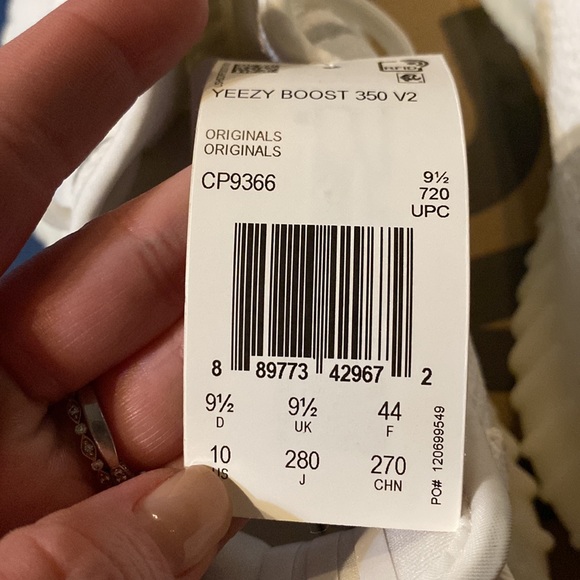 RFID
YEEZY BOOST 350 V2
ORIGINALS
ORIGINALS
CP9366
9½
720
UPC
8 89773 42967 2
9½ 9½ 44
D UK F
10 280 270
J CHN
PO# 120699549